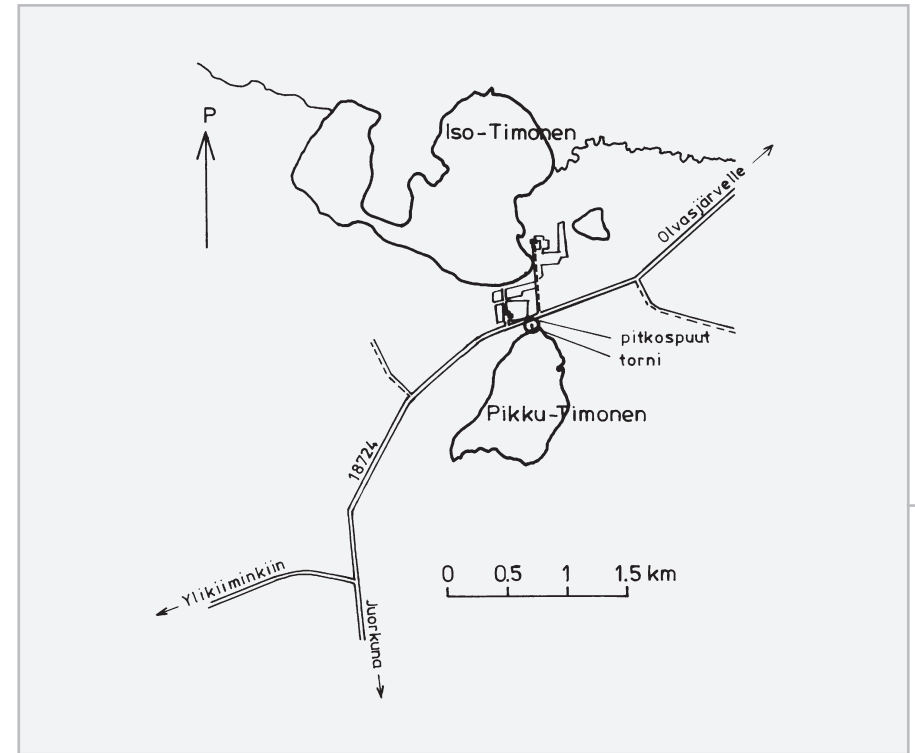 P
Iso-Timonen
Olvasjärvelle
pitkospuut
torni
Pikku-Timonen
18724
0 0.5 1 1.5 km
Ylikiiminkiin
Juorkuna